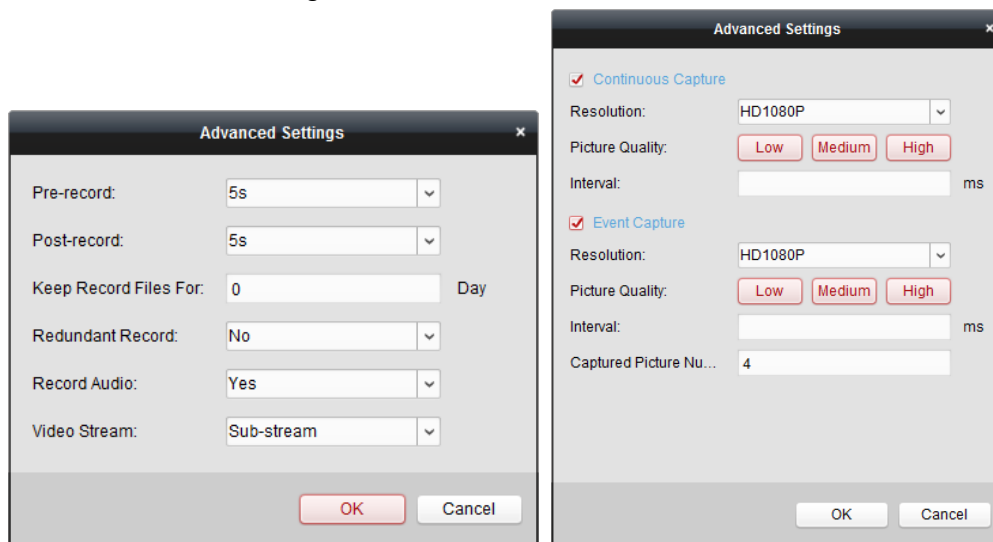 Advanced Settings ×
Pre-record: 5s
Post-record: 5s
Keep Record Files For: 0 Day
Redundant Record: No
Record Audio: Yes
Video Stream: Sub-stream
OK Cancel
Advanced Settings ×
Continuous Capture
Resolution: HD1080P
Picture Quality: Low Medium High
Interval: ms
Event Capture
Resolution: HD1080P
Picture Quality: Low Medium High
Interval: ms
Captured Picture Nu... 4
OK Cancel